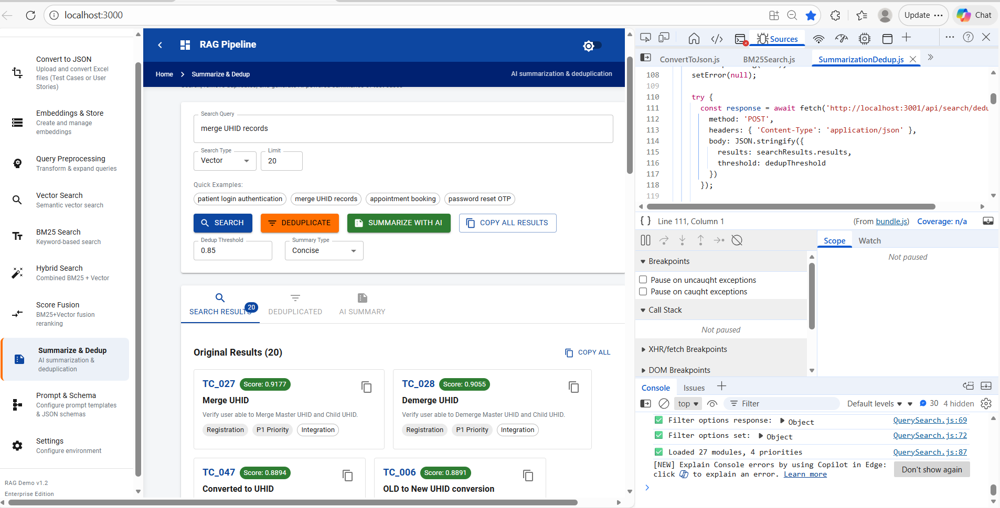 localhost:3000
Update
Chat
Convert to JSON
Upload and convert Excel
files (Test Cases or User
Stories)
Embeddings & Store
Create and manage
embeddings
Query Preprocessing
Transform & expand queries
Vector Search
Semantic vector search
BM25 Search
Keyword-based search
Hybrid Search
Combined BM25 + Vector
Score Fusion
BM25+Vector fusion
reranking
Summarize & Dedup
AI summarization &
deduplication
Prompt & Schema
Configure prompt templates
& JSON schemas
Settings
Configure environment
RAG Demo v1.2
Enterprise Edition
RAG Pipeline
Home
Summarize & Dedup
AI summarization & deduplication
Search Query
merge UHID records
Search Type
Vector
Limit
20
Quick Examples:
patient login authentication
merge UHID records
appointment booking
password reset OTP
SEARCH
DEDUPLICATE
SUMMARIZE WITH AI
COPY ALL RESULTS
Dedup Threshold
0.85
Summary Type
Concise
SEARCH RESULTS
20
DEDUPLICATED
AI SUMMARY
Original Results (20)
COPY ALL
TC_027
Score: 0.9177
Merge UHID
Verify user able to Merge Master UHID and Child UHID.
Registration
P1 Priority
Integration
TC_028
Score: 0.9055
Demerge UHID
Verify user able to Demerge Master UHID and Child UHID.
Registration
P1 Priority
Integration
TC_047
Score: 0.8894
Converted to UHID
TC_006
Score: 0.8891
OLD to New UHID conversion
Sources
ConvertToJson.js
BM25Search.js
SummarizationDedup.js
108 setError(null);
109
110 try {
111 const response = await fetch('http://localhost:3001/api/search/dedu
112 method: 'POST',
113 headers: { 'Content-Type': 'application/json' },
114 body: JSON.stringify({
115 results: searchResults.results,
116 threshold: dedupThreshold
117 })
118 });
119
{ } Line 111, Column 1
(From bundle.js)
Coverage: n/a
Scope
Watch
Not paused
Breakpoints
Pause on uncaught exceptions
Pause on caught exceptions
Call Stack
Not paused
XHR/fetch Breakpoints
DOM Breakpoints
Console
Issues
top
Filter
Default levels
30
4 hidden
Filter options response: Object
QuerySearch.js:69
Filter options set: Object
QuerySearch.js:72
Loaded 27 modules, 4 priorities
QuerySearch.js:87
[NEW] Explain Console errors by using Copilot in Edge:
click to explain an error. Learn more
Don't show again